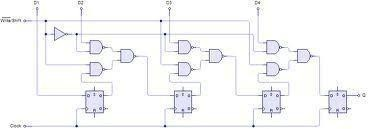 D1 D2 D3 D4
Write/Shift
Q
Clock